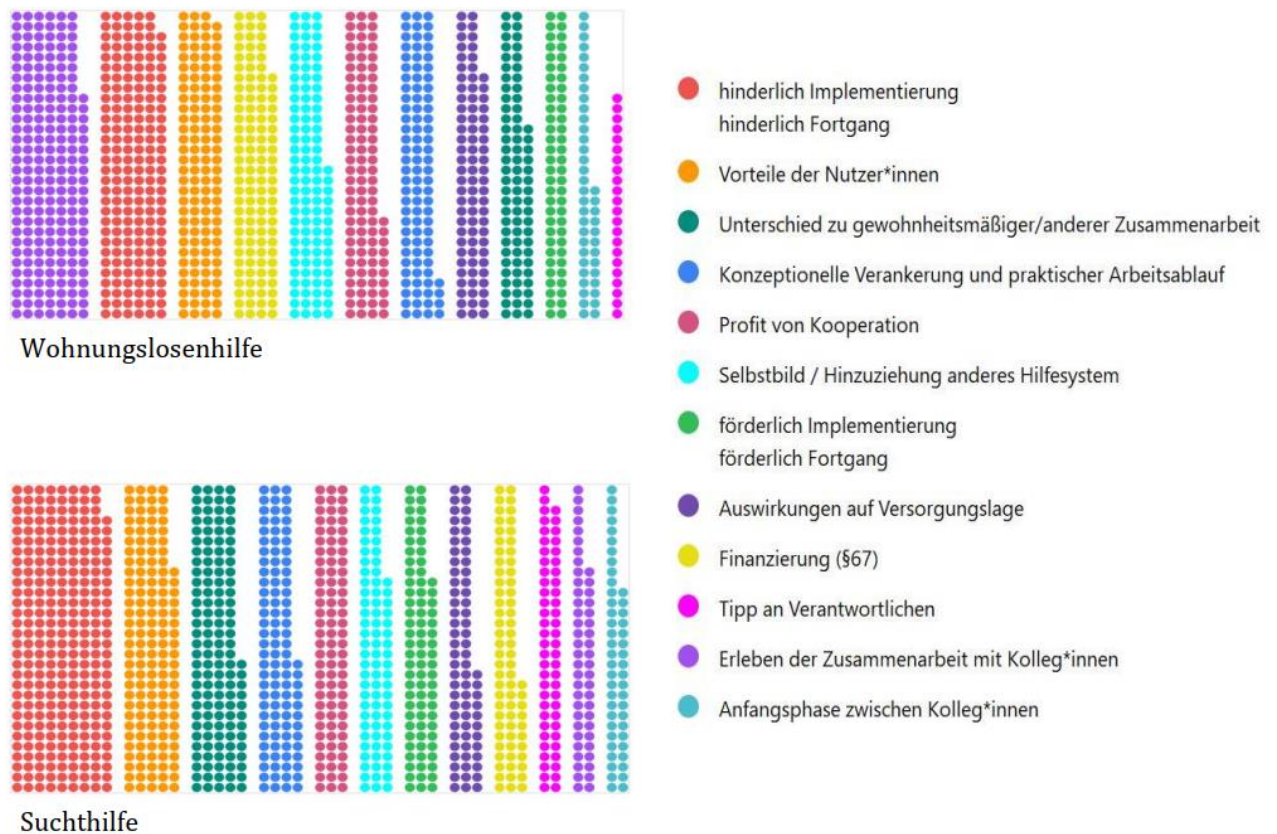 Wohnungslosenhilfe
Suchthilfe
hinderlich Implementierung
hinderlich Fortgang
Vorteile der Nutzer*innen
Unterschied zu gewohnheitsmäßiger/anderer Zusammenarbeit
Konzeptionelle Verankerung und praktischer Arbeitsablauf
Profit von Kooperation
Selbstbild / Hinzuziehung anderes Hilfesystem
förderlich Implementierung
förderlich Fortgang
Auswirkungen auf Versorgungslage
Finanzierung (§67)
Tipp an Verantwortlichen
Erleben der Zusammenarbeit mit Kolleg*innen
Anfangsphase zwischen Kolleg*innen